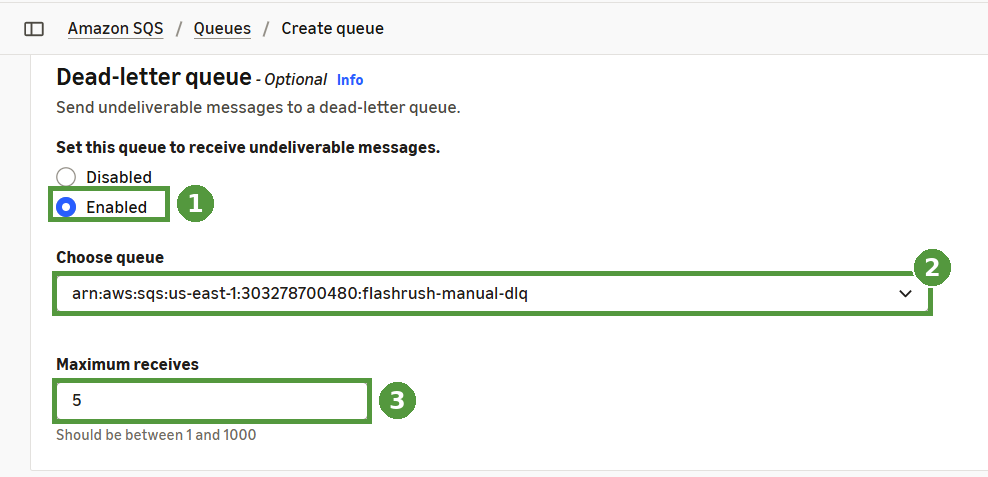 Amazon SQS / Queues / Create queue
Dead-letter queue - Optional Info
Send undeliverable messages to a dead-letter queue.
Set this queue to receive undeliverable messages.
Disabled
Enabled
1
Choose queue
2
arn:aws:sqs:us-east-1:303278700480:flashrush-manual-dlq
Maximum receives
5
3
Should be between 1 and 1000